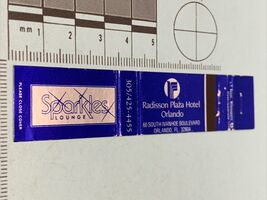 mm 1 2 3 4 5
PLEASE CLOSE COVER
Sparkles
LOUNGE
305/425-4455
Radisson Plaza Hotel
Orlando
60 SOUTH IVANHOE BOULEVARD
ORLANDO, FL 32804